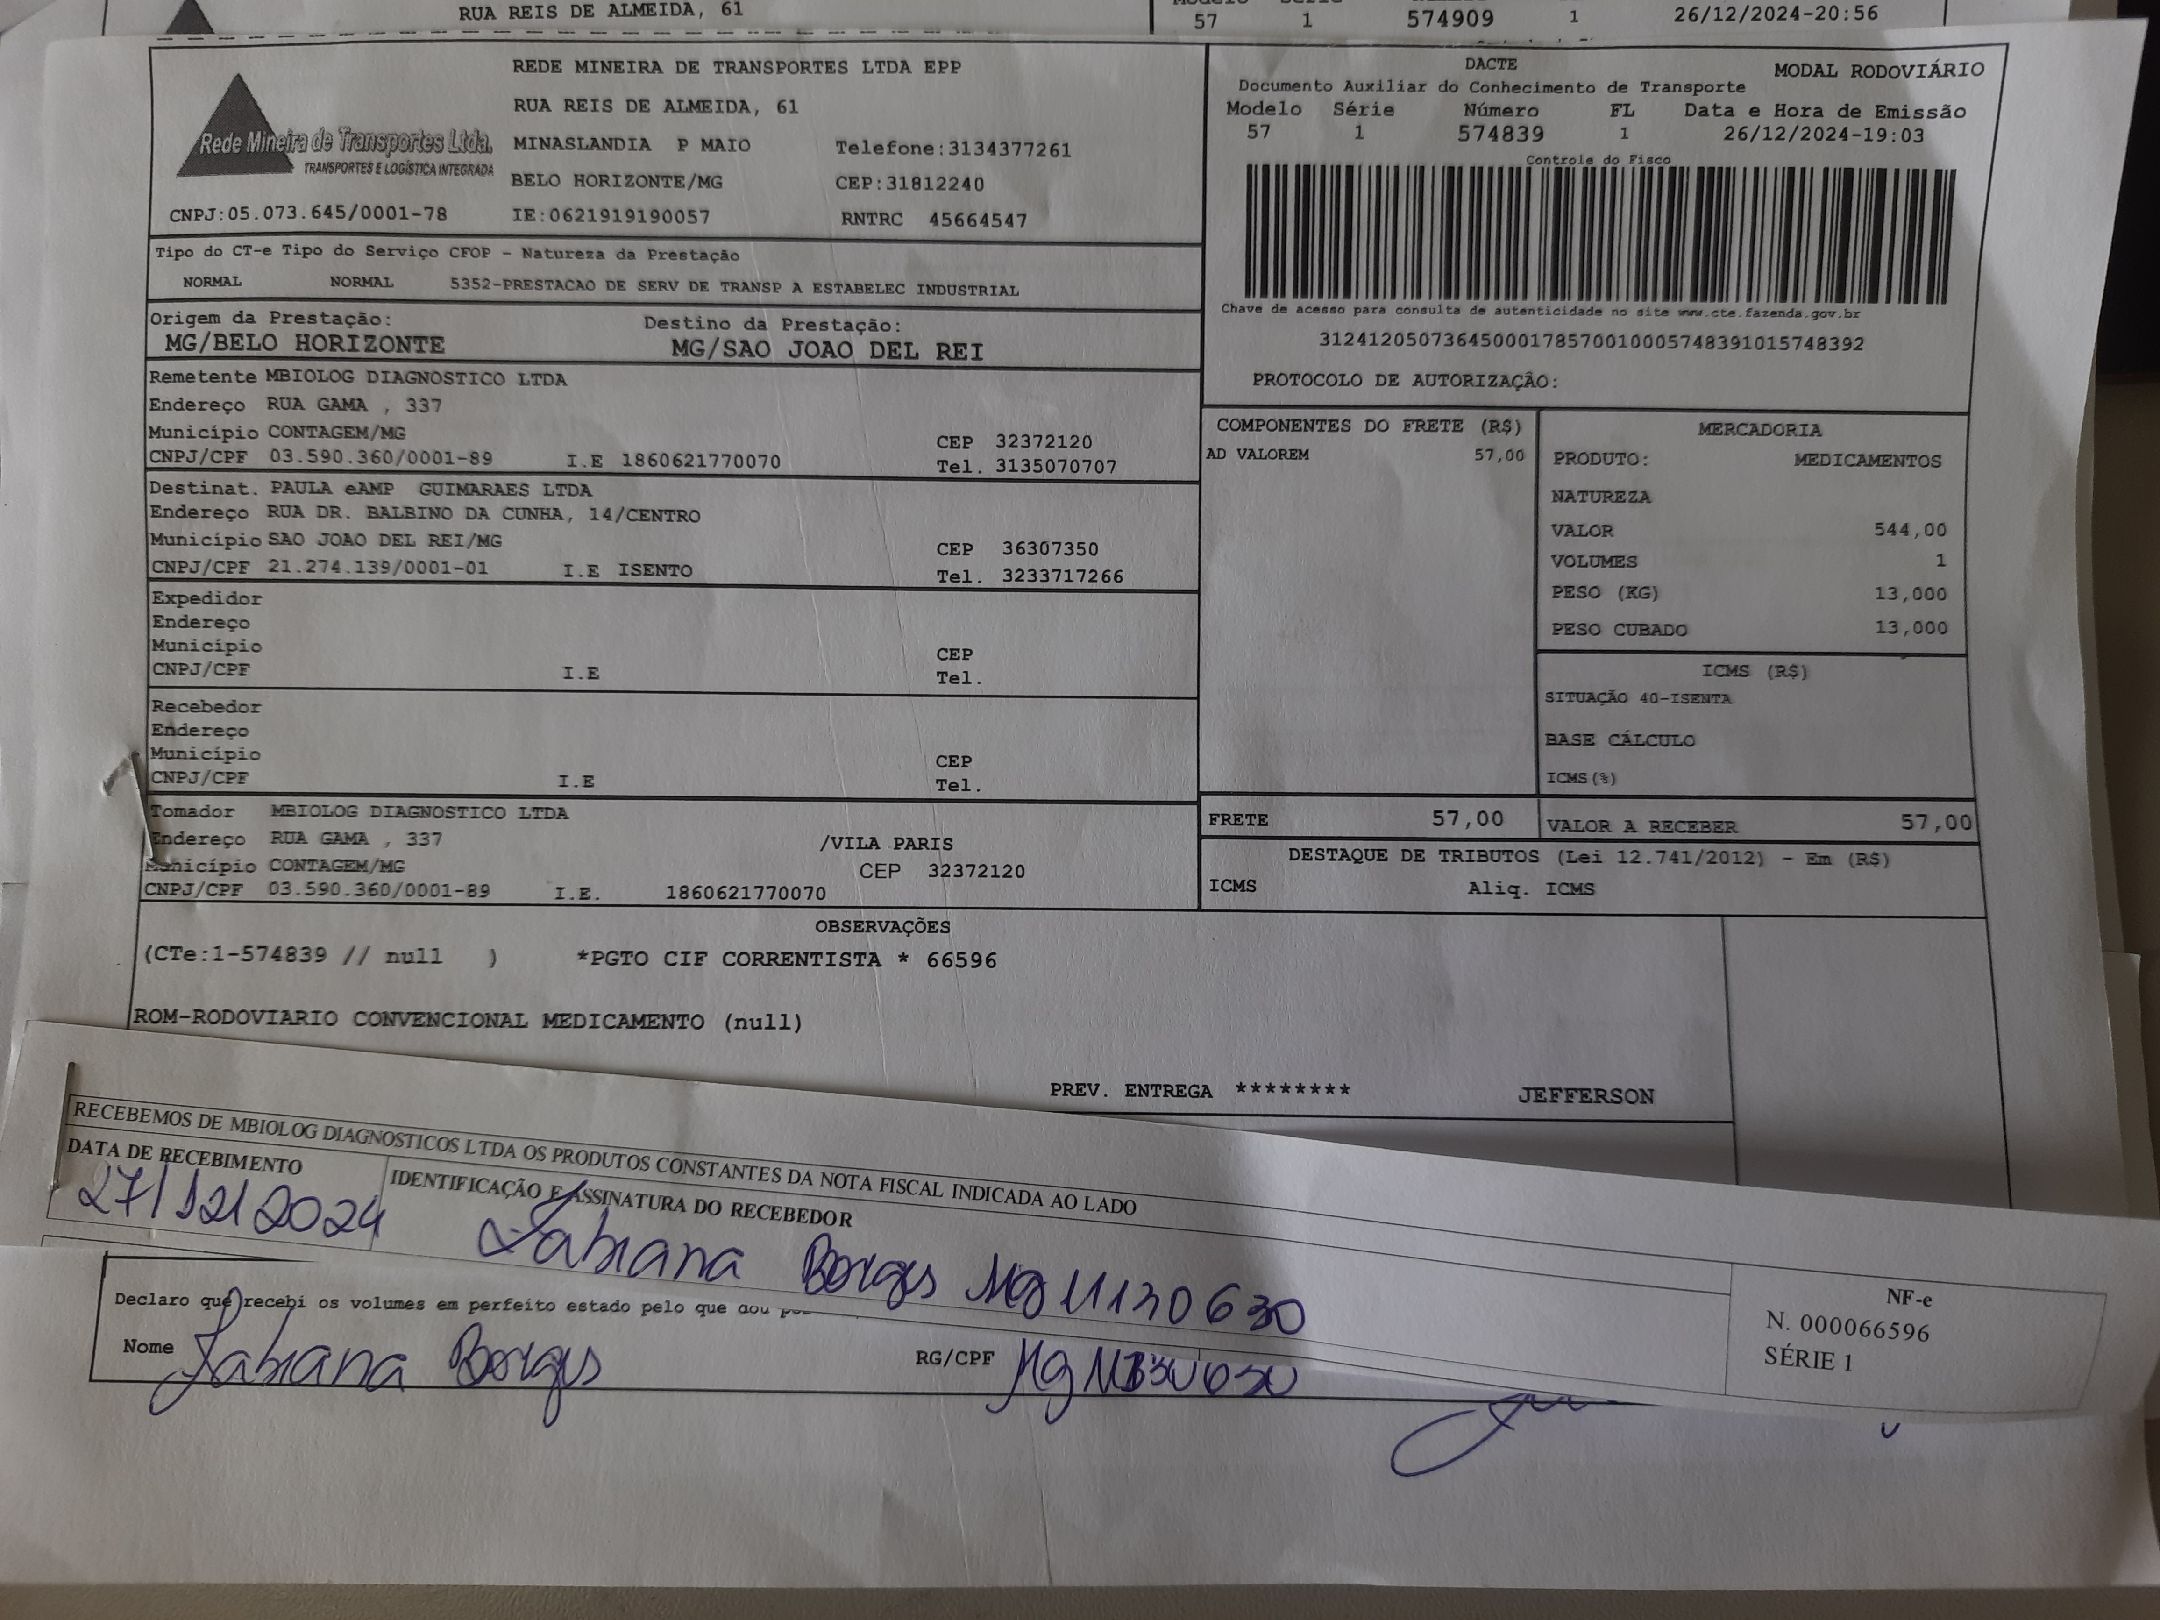 RUA REIS DE ALMEIDA, 61
57 1 574909 1 26/12/2024-20:56
Rede Mineira de Transportes Ltda.
TRANSPORTES E LOGÍSTICA INTEGRADA
CNPJ:05.073.645/0001-78
REDE MINEIRA DE TRANSPORTES LTDA EPP
RUA REIS DE ALMEIDA, 61
MINASLANDIA P MAIO Telefone:3134377261
BELO HORIZONTE/MG CEP:31812240
IE:0621919190057 RNTRC 45664547
DACTE MODAL RODOVIÁRIO
Documento Auxiliar do Conhecimento de Transporte
Modelo Série Número FL Data e Hora de Emissão
57 1 574839 1 26/12/2024-19:03
Controle do Fisco
Chave de acesso para consulta de autenticidade no site www.cte.fazenda.gov.br
31241205073645000178570010005748391015748392
PROTOCOLO DE AUTORIZAÇÃO:
Tipo do CT-e Tipo do Serviço CFOP - Natureza da Prestação
NORMAL NORMAL 5352-PRESTACAO DE SERV DE TRANSP A ESTABELEC INDUSTRIAL
Origem da Prestação: Destino da Prestação:
MG/BELO HORIZONTE MG/SAO JOAO DEL REI
Remetente MBIOLOG DIAGNOSTICO LTDA
Endereço RUA GAMA , 337
Município CONTAGEM/MG CEP 32372120
CNPJ/CPF 03.590.360/0001-89 I.E 1860621770070 Tel. 3135070707
Destinat. PAULA eAMP GUIMARAES LTDA
Endereço RUA DR. BALBINO DA CUNHA, 14/CENTRO
Município SAO JOAO DEL REI/MG CEP 36307350
CNPJ/CPF 21.274.139/0001-01 I.E ISENTO Tel. 3233717266
Expedidor
Endereço
Município CEP
CNPJ/CPF I.E Tel.
Recebedor
Endereço
Município CEP
CNPJ/CPF I.E Tel.
Tomador MBIOLOG DIAGNOSTICO LTDA
Endereço RUA GAMA , 337 /VILA PARIS
Município CONTAGEM/MG CEP 32372120
CNPJ/CPF 03.590.360/0001-89 I.E. 1860621770070
COMPONENTES DO FRETE (R$)
AD VALOREM 57,00
MERCADORIA
PRODUTO: MEDICAMENTOS
NATUREZA
VALOR 544,00
VOLUMES 1
PESO (KG) 13,000
PESO CUBADO 13,000
ICMS (R$)
SITUAÇÃO 40-ISENTA
BASE CÁLCULO
ICMS(%)
FRETE 57,00 VALOR A RECEBER 57,00
DESTAQUE DE TRIBUTOS (Lei 12.741/2012) - Em (R$)
ICMS Aliq. ICMS
OBSERVAÇÕES
(CTe:1-574839 // null ) *PGTO CIF CORRENTISTA * 66596
ROM-RODOVIARIO CONVENCIONAL MEDICAMENTO (null)
PREV. ENTREGA ******** JEFFERSON
RECEBEMOS DE MBIOLOG DIAGNOSTICOS LTDA OS PRODUTOS CONSTANTES DA NOTA FISCAL INDICADA AO LADO
DATA DE RECEBIMENTO IDENTIFICAÇÃO E ASSINATURA DO RECEBEDOR
27/12/2024 Fabiana Borges Mg 11130630
NF-e
N. 000066596
SÉRIE 1
Declaro que recebi os volumes em perfeito estado pelo que dou
Nome Fabiana Borges RG/CPF Mg